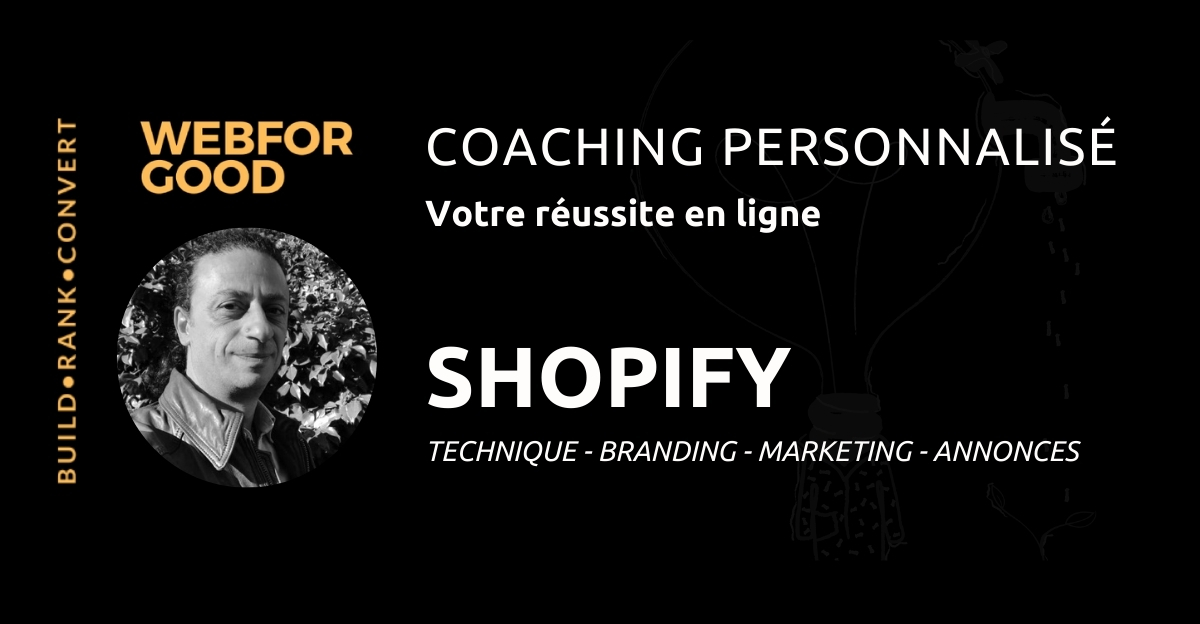 BUILD•RANK•CONVERT
WEBFOR
GOOD
COACHING PERSONNALISÉ
Votre réussite en ligne
SHOPIFY
TECHNIQUE - BRANDING - MARKETING - ANNONCES